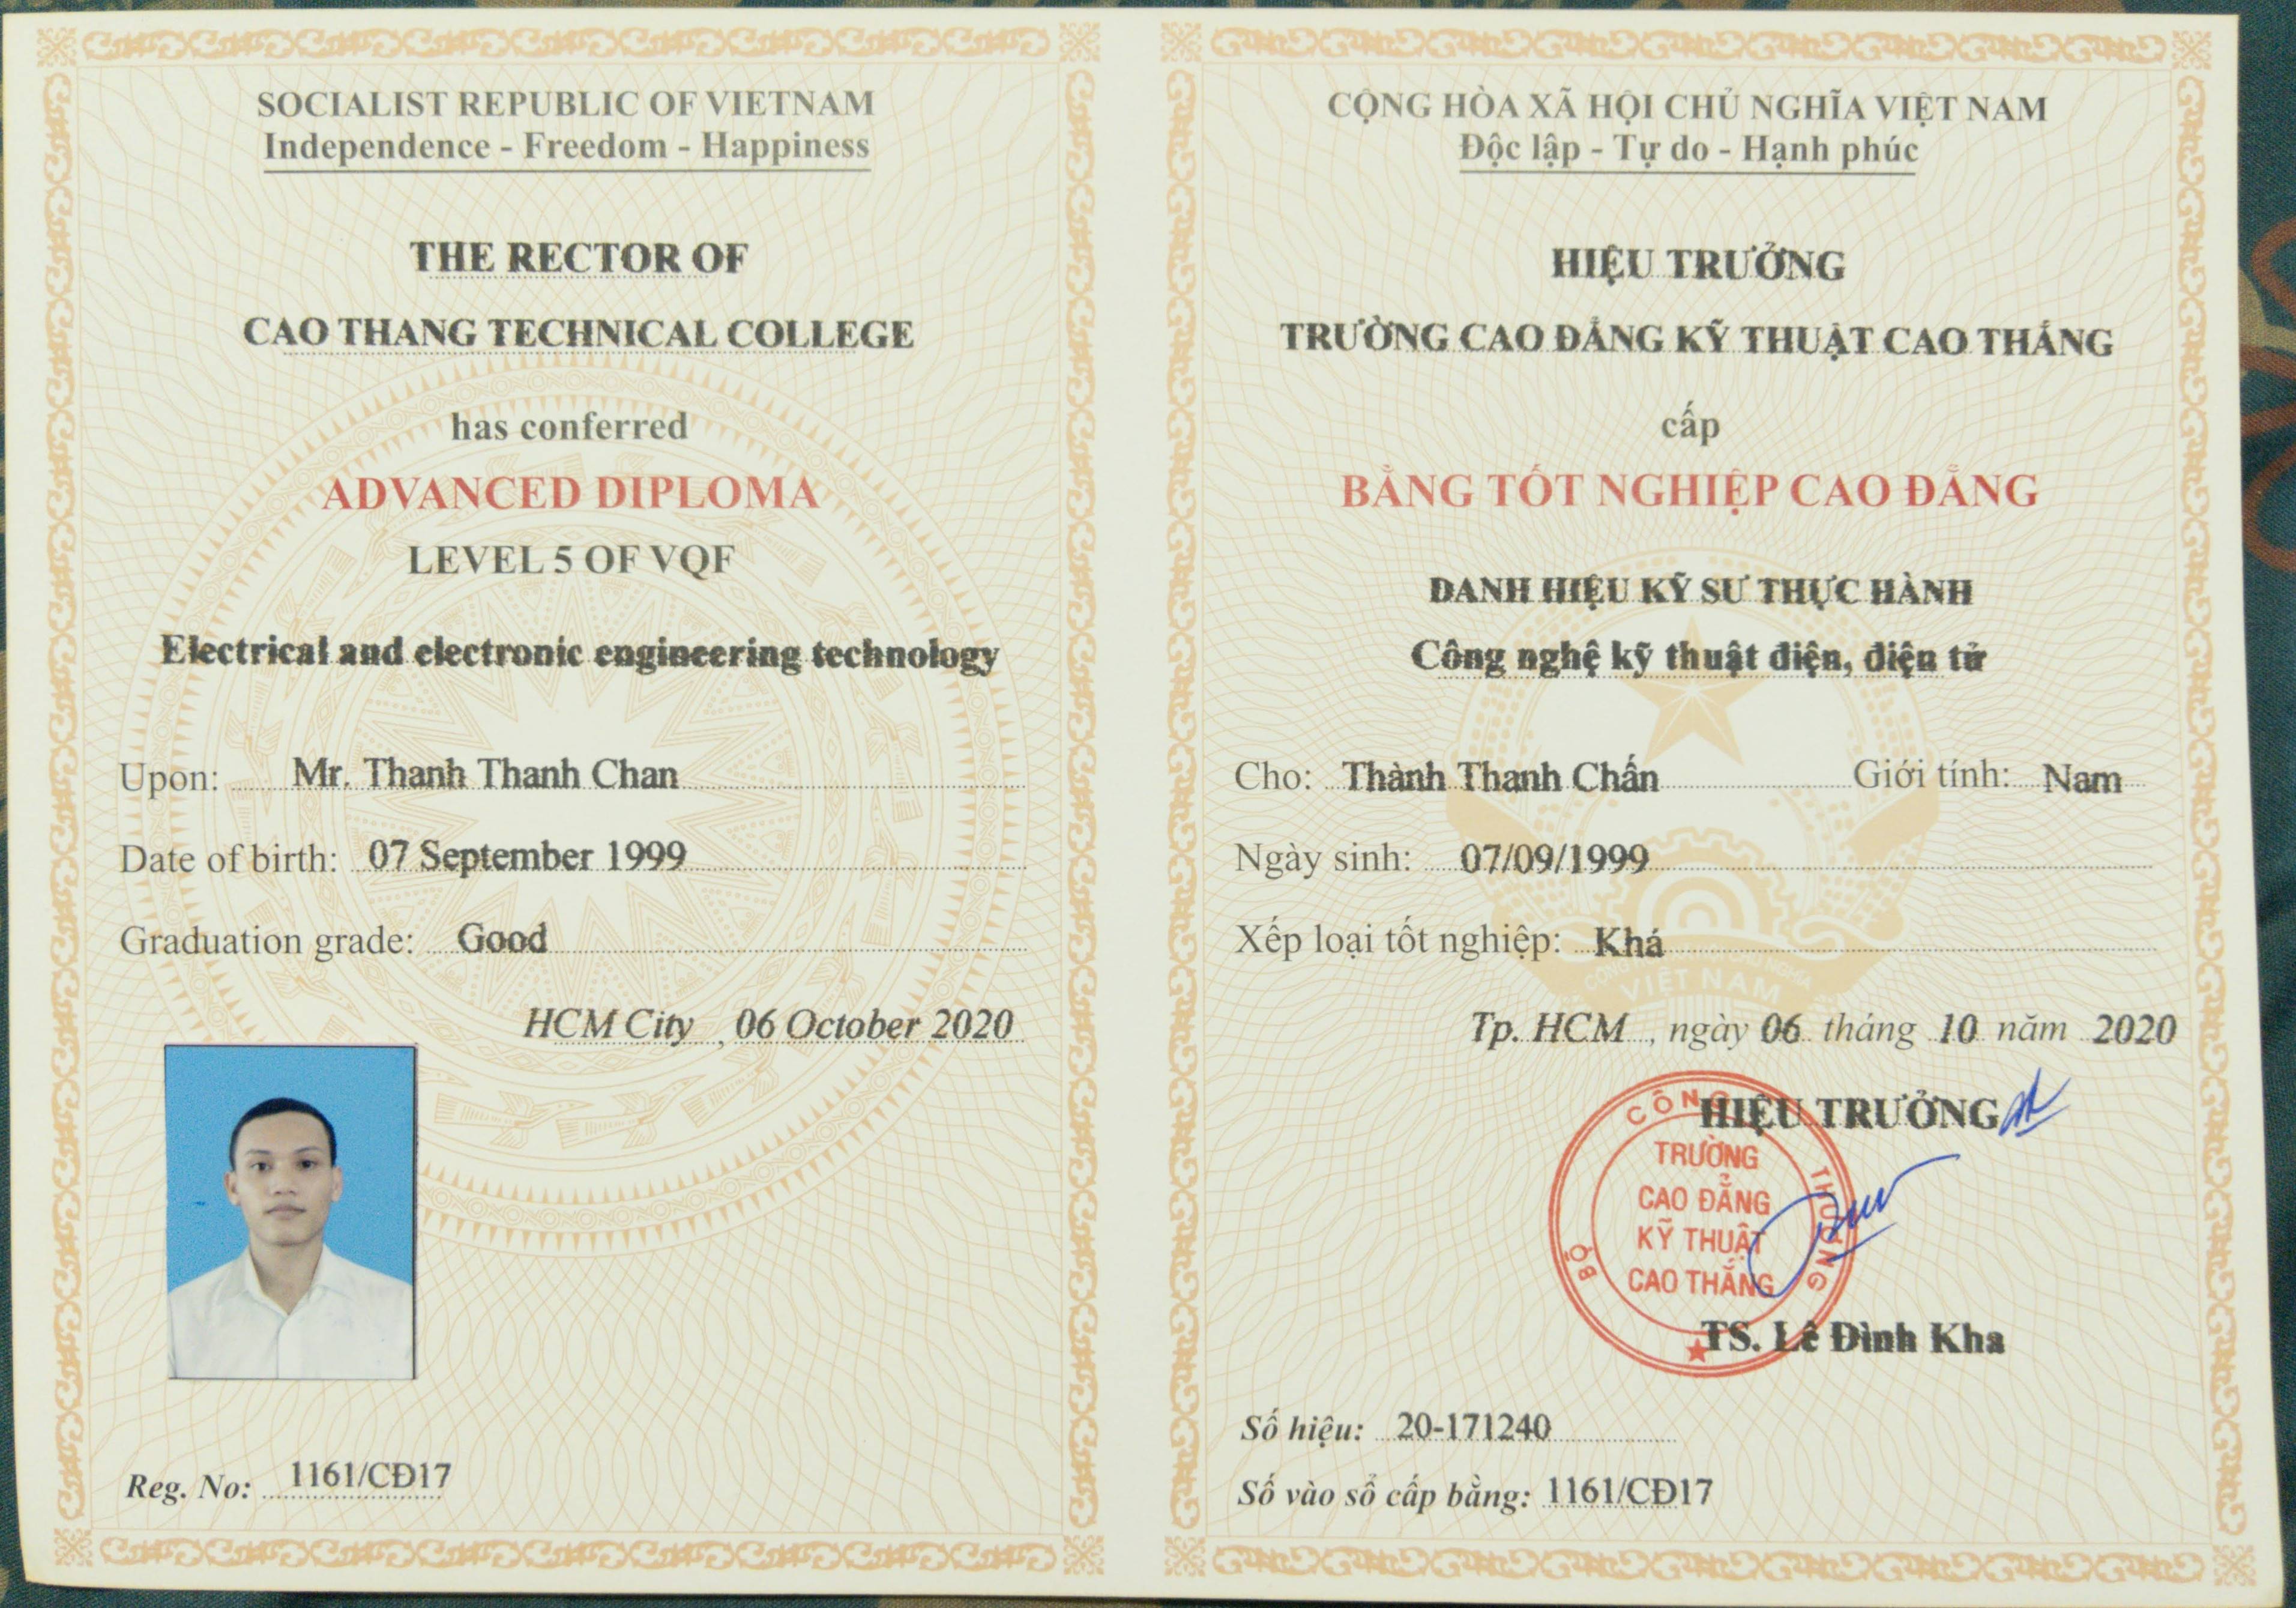 SOCIALIST REPUBLIC OF VIETNAM
Independence - Freedom - Happiness
THE RECTOR OF
CAO THANG TECHNICAL COLLEGE
has conferred
ADVANCED DIPLOMA
LEVEL 5 OF VQF
Electrical and electronic engineering technology
Upon: Mr. Thanh Thanh Chan
Date of birth: 07 September 1999
Graduation grade: Good
HCM City, 06 October 2020
Reg. No: 1161/CĐ17
CỘNG HÒA XÃ HỘI CHỦ NGHĨA VIỆT NAM
Độc lập - Tự do - Hạnh phúc
HIỆU TRƯỞNG
TRƯỜNG CAO ĐẲNG KỸ THUẬT CAO THẮNG
cấp
BẰNG TỐT NGHIỆP CAO ĐẲNG
DANH HIỆU KỸ SƯ THỰC HÀNH
Công nghệ kỹ thuật điện, điện tử
Cho: Thành Thanh Chấn Giới tính: Nam
Ngày sinh: 07/09/1999
Xếp loại tốt nghiệp: Khá
VIỆT NAM
Tp. HCM, ngày 06 tháng 10 năm 2020
HIỆU TRƯỞNG
BỘ CÔNG THƯƠNG
TRƯỜNG
CAO ĐẲNG
KỸ THUẬT
CAO THẮNG
TS. Lê Đình Kha
Số hiệu: 20-171240
Số vào sổ cấp bằng: 1161/CĐ17